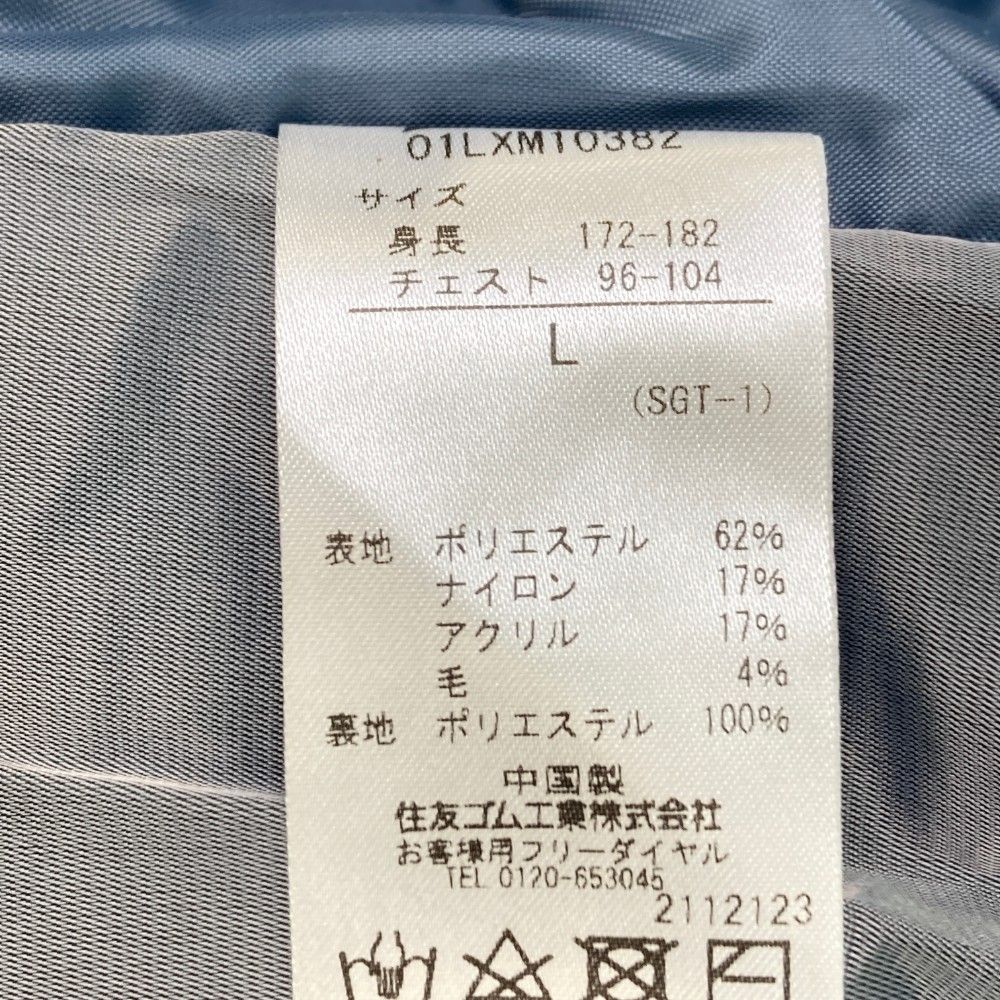 01LXM10382
サイズ
身長 172-182
チェスト 96-104
L
(SGT-1)
表地 ポリエステル 62%
ナイロン 17%
アクリル 17%
毛 4%
裏地 ポリエステル 100%
中国製
住友ゴム工業株式会社
お客様用フリーダイヤル
TEL 0120-653045
2112123